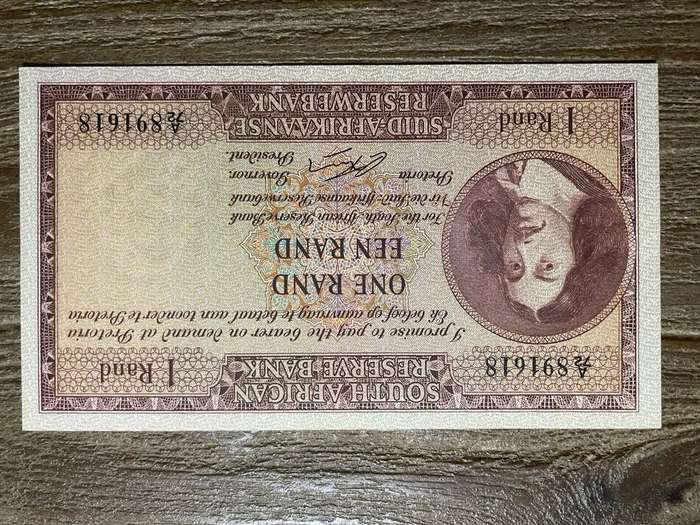 SOUTH AFRICAN
RESERVE BANK
891618
1 Rand
I promise to pay the bearer on demand at Pretoria
Ek beloof op aanvraag te betaal aan toonder te Pretoria
ONE RAND
EEN RAND
For the South African Reserve Bank
Vir die Suid-Afrikaanse Reserwebank
Pretoria Governor.
President.
1 Rand
891618
SUID-AFRIKAANSE
RESERWEBANK